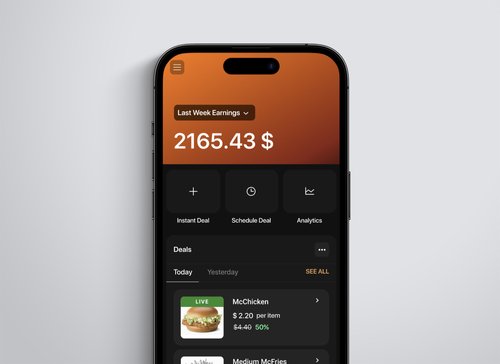 Last Week Earnings
2165.43 $
Instant Deal
Schedule Deal
Analytics
Deals
Today
Yesterday
SEE ALL
LIVE
McChicken
$ 2.20 per item
$4.40 50%
Medium McFries